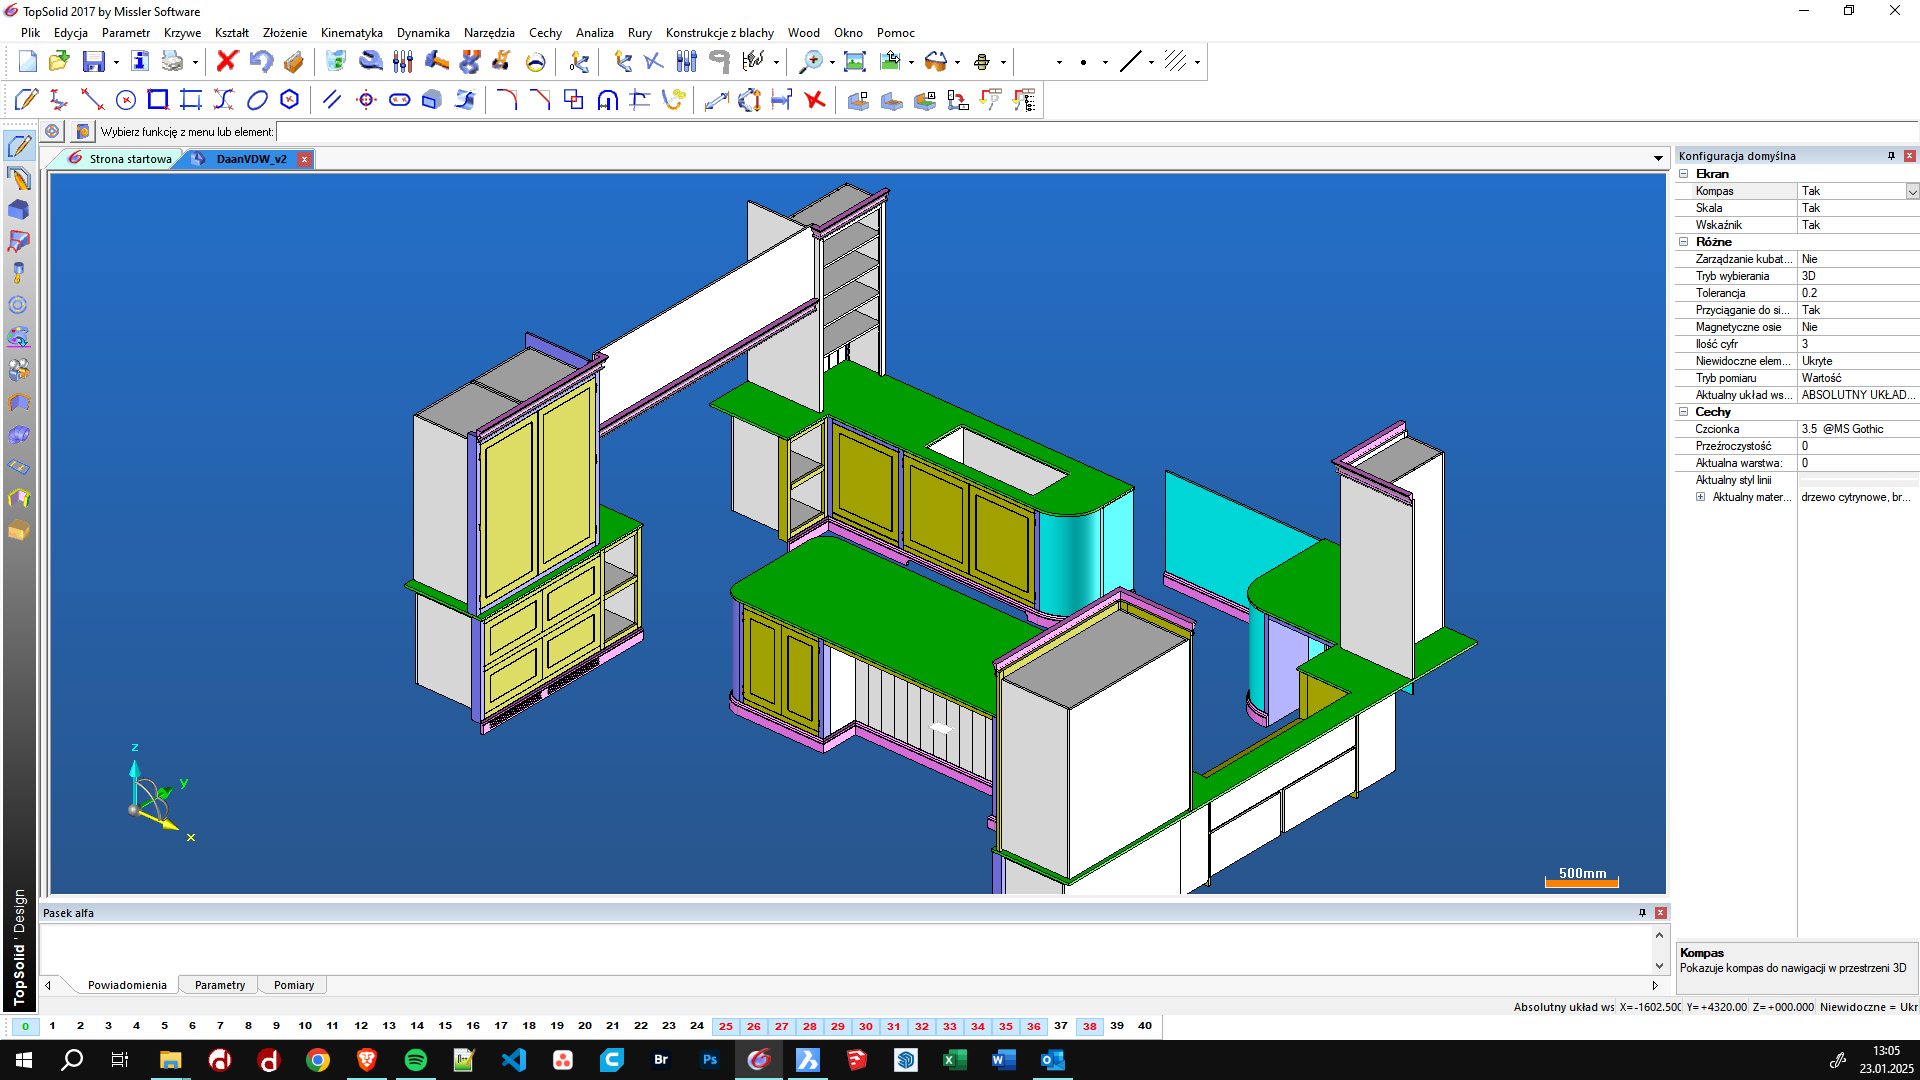 TopSolid 2017 by Missler Software
Plik Edycja Parametr Krzywe Kształt Złożenie Kinematyka Dynamika Narzędzia Cechy Analiza Rury Konstrukcje z blachy Wood Okno Pomoc
Wybierz funkcję z menu lub element:
Strona startowa
DaanVDW_v2
Konfiguracja domyślna
Ekran
Kompas Tak
Skala Tak
Wskaźnik Tak
Różne
Zarządzanie kubat... Nie
Tryb wybierania 3D
Tolerancja 0.2
Przyciąganie do si... Tak
Magnetyczne osie Nie
Ilość cyfr 3
Niewidoczne elem... Ukryte
Tryb pomiaru Wartość
Aktualny układ ws... ABSOLUTNY UKŁAD...
Cechy
Czcionka 3.5 @MS Gothic
Przeźroczystość 0
Aktualna warstwa: 0
Aktualny styl linii
Aktualny mater... drzewo cytrynowe, br...
z
y
x
500mm
TopSolid ' Design
Pasek alfa
Powiadomienia Parametry Pomiary
Kompas
Pokazuje kompas do nawigacji w przestrzeni 3D
Absolutny układ ws X=-1602.500 Y=+4320.00 Z=+000.000 Niewidoczne = Ukr
0 1 2 3 4 5 6 7 8 9 10 11 12 13 14 15 16 17 18 19 20 21 22 23 24 25 26 27 28 29 30 31 32 33 34 35 36 37 38 39 40
Br
Ps
13:05
23.01.2025